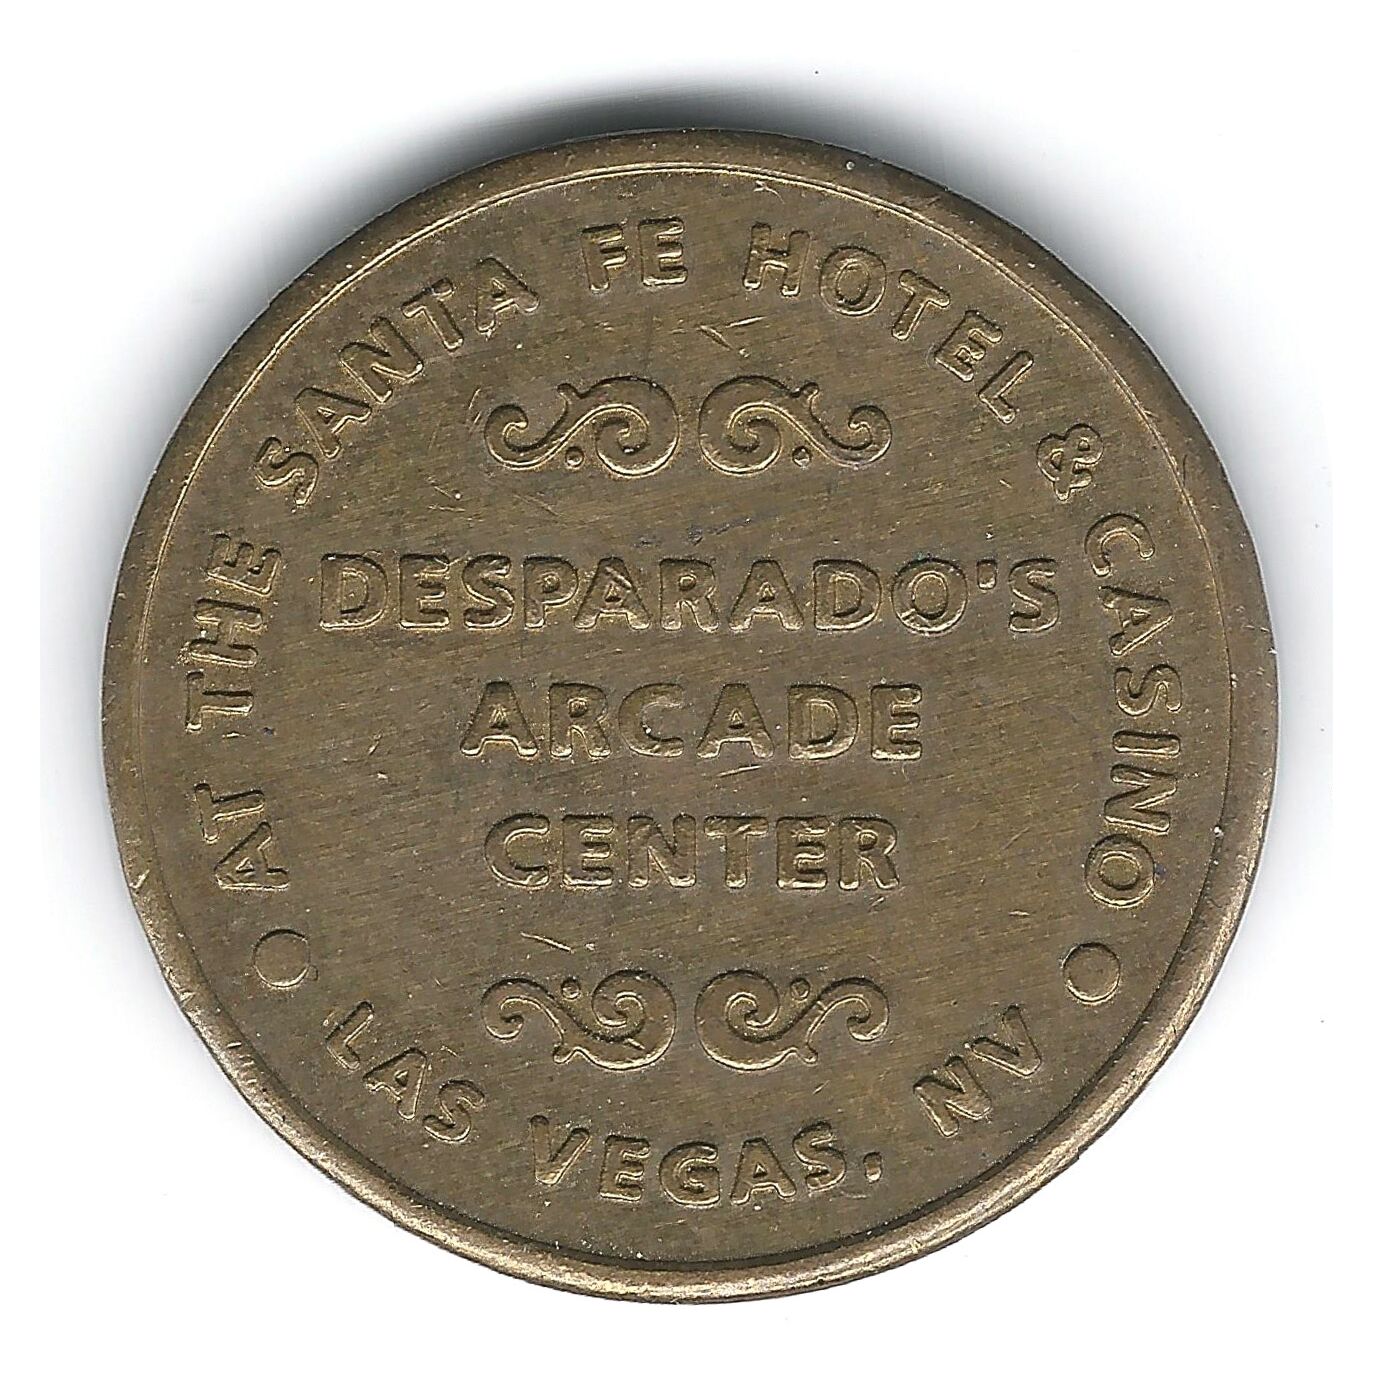 AT THE SANTA FE HOTEL & CASINO
DESPARADO'S
ARCADE
CENTER
LAS VEGAS, NV